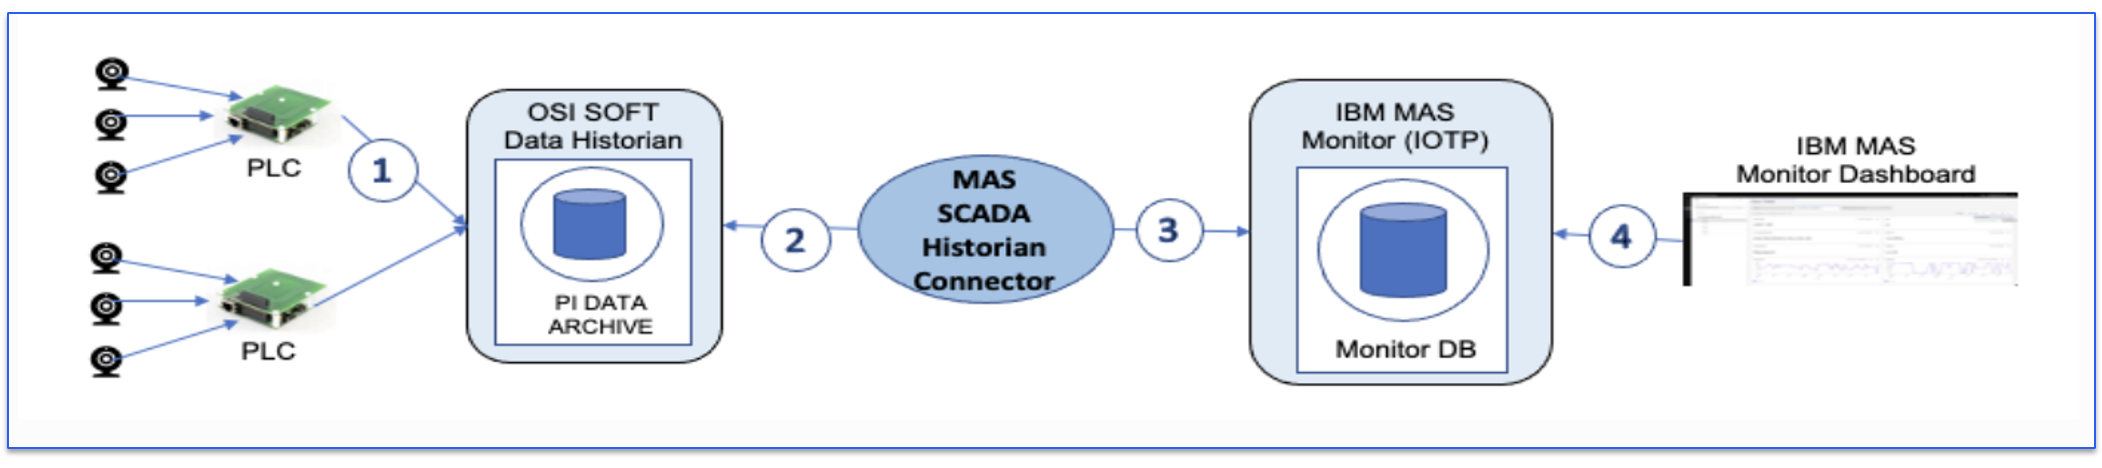 PLC
PLC
1
OSI SOFT
Data Historian
PI DATA
ARCHIVE
2
MAS
SCADA
Historian
Connector
3
IBM MAS
Monitor (IOTP)
Monitor DB
4
IBM MAS
Monitor Dashboard